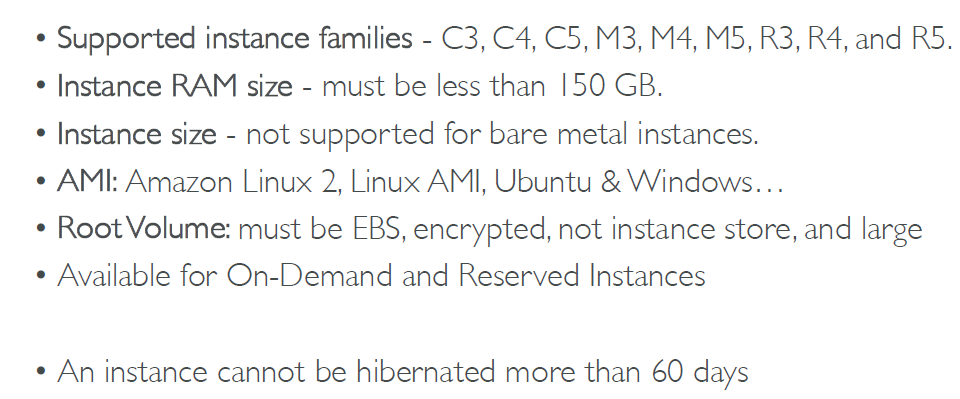 • Supported instance families - C3, C4, C5, M3, M4, M5, R3, R4, and R5.
• Instance RAM size - must be less than 150 GB.
• Instance size - not supported for bare metal instances.
• AMI: Amazon Linux 2, Linux AMI, Ubuntu & Windows…
• Root Volume: must be EBS, encrypted, not instance store, and large
• Available for On-Demand and Reserved Instances
• An instance cannot be hibernated more than 60 days